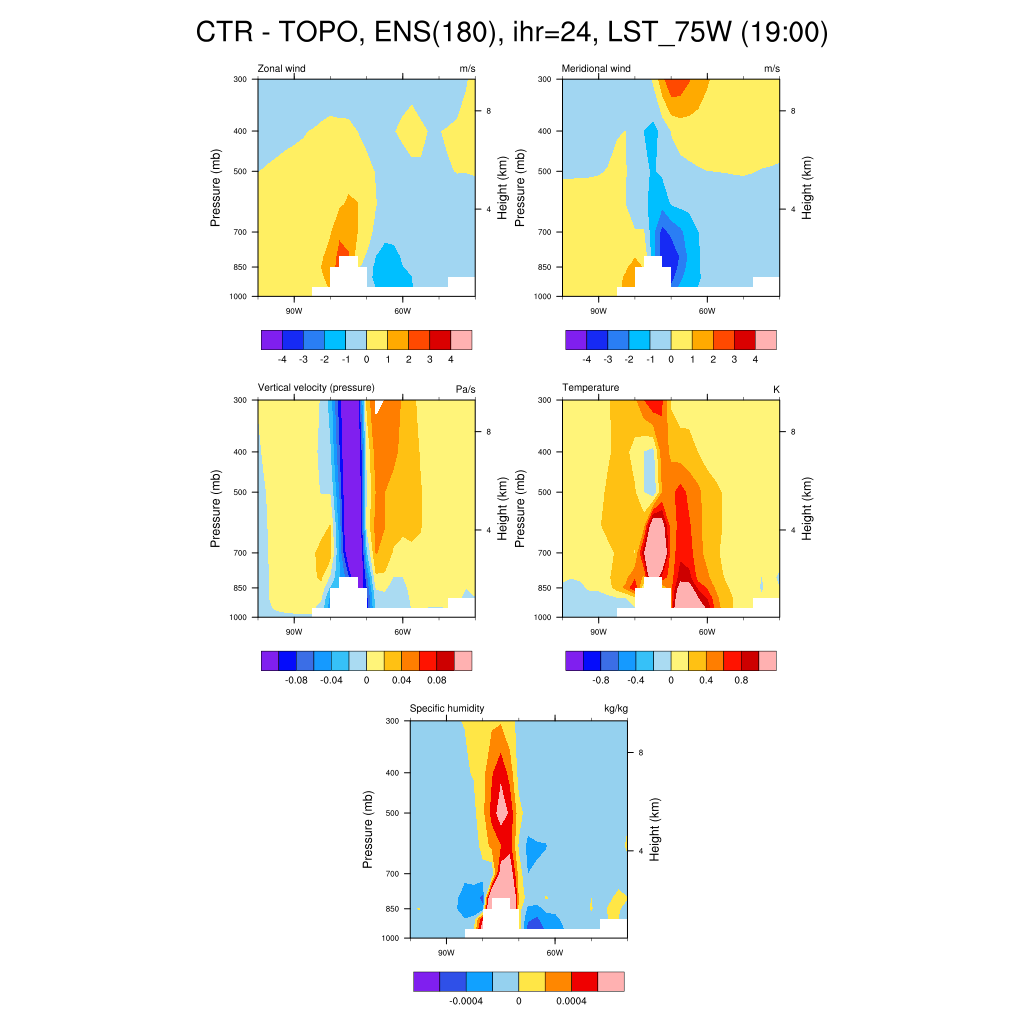 CTR - TOPO, ENS(180), ihr=24, LST_75W (19:00)
Zonal wind m/s
300
400
500
700
850
1000
Pressure (mb)
8
4
Height (km)
90W 60W
-4 -3 -2 -1 0 1 2 3 4
Meridional wind m/s
300
400
500
700
850
1000
Pressure (mb)
8
4
Height (km)
90W 60W
-4 -3 -2 -1 0 1 2 3 4
Vertical velocity (pressure) Pa/s
300
400
500
700
850
1000
Pressure (mb)
8
4
Height (km)
90W 60W
-0.08 -0.04 0 0.04 0.08
Temperature K
300
400
500
700
850
1000
Pressure (mb)
8
4
Height (km)
90W 60W
-0.8 -0.4 0 0.4 0.8
Specific humidity kg/kg
300
400
500
700
850
1000
Pressure (mb)
8
4
Height (km)
90W 60W
-0.0004 0 0.0004